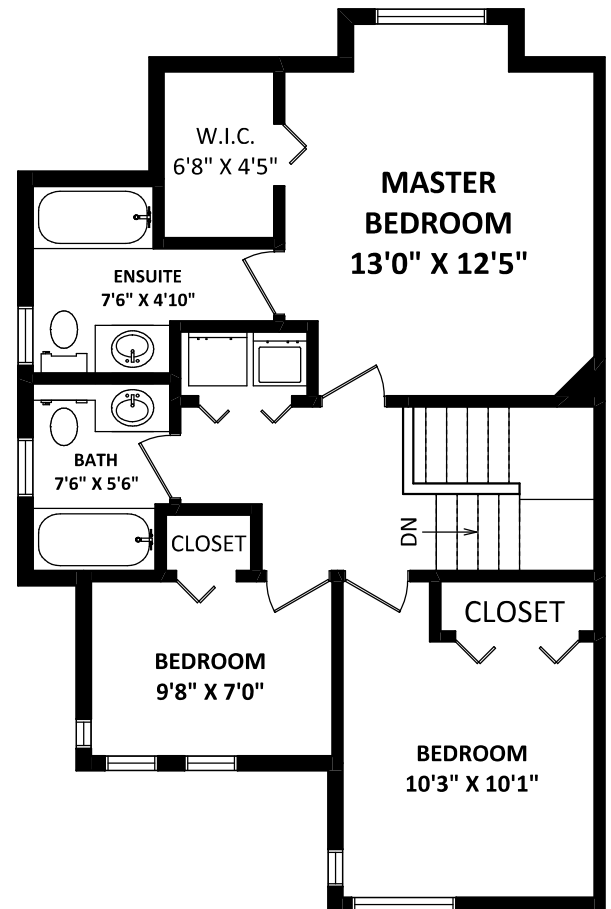 W.I.C.
6'8" X 4'5"
MASTER
BEDROOM
13'0" X 12'5"
ENSUITE
7'6" X 4'10"
BATH
7'6" X 5'6"
CLOSET
DN
CLOSET
BEDROOM
9'8" X 7'0"
BEDROOM
10'3" X 10'1"